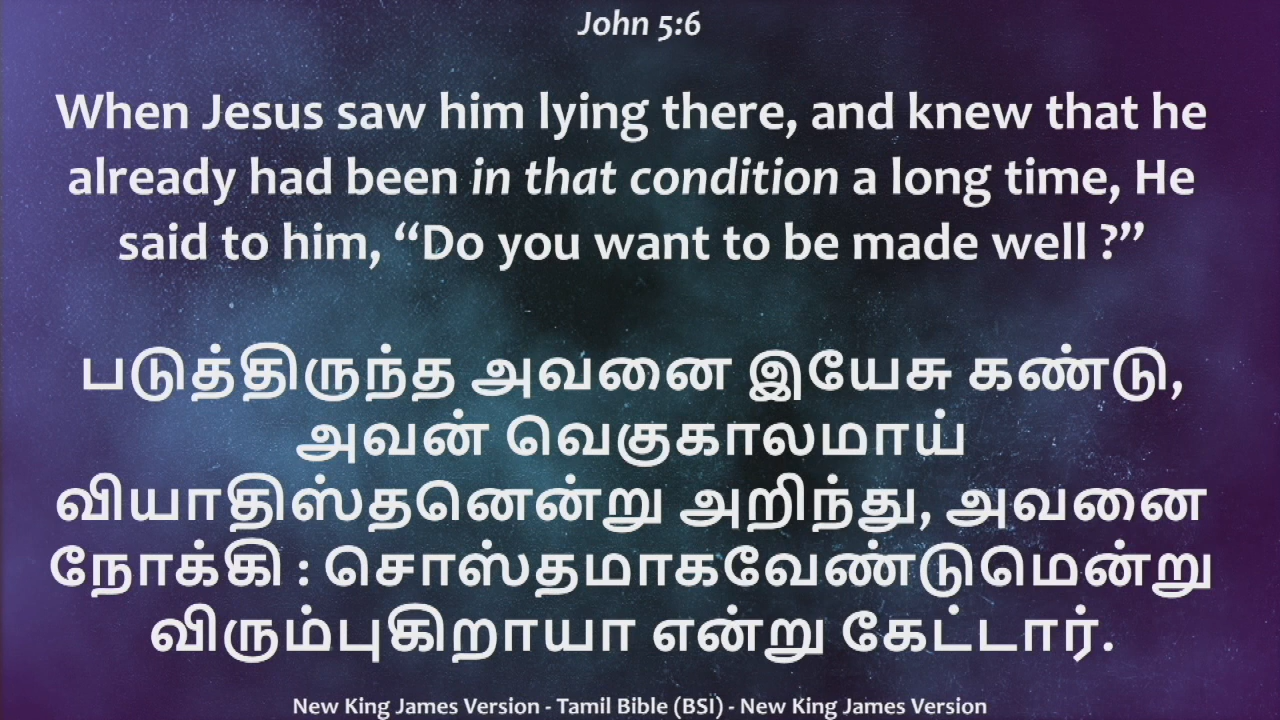 John 5:6
When Jesus saw him lying there, and knew that he
already had been in that condition a long time, He
said to him, “Do you want to be made well ?”
படுத்திருந்த அவனை இயேசு கண்டு,
அவன் வெகுகாலமாய்
வியாதிஸ்தனென்று அறிந்து, அவனை
நோக்கி : சொஸ்தமாகவேண்டுமென்று
விரும்புகிறாயா என்று கேட்டார்.
New King James Version - Tamil Bible (BSI) - New King James Version